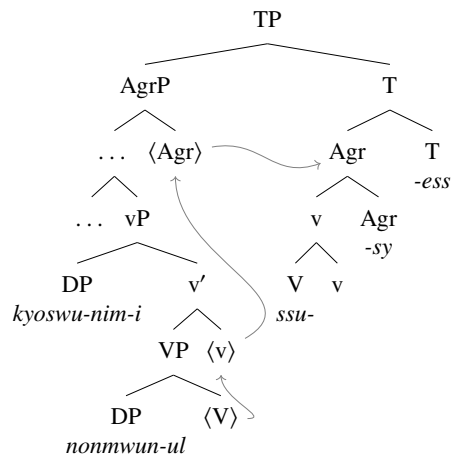 TP
AgrP T
... ⟨Agr⟩ Agr T
-ess
... vP v Agr
-sy
DP v′ V v
kyoswu-nim-i ssu-
VP ⟨v⟩
DP ⟨V⟩
nonmwun-ul